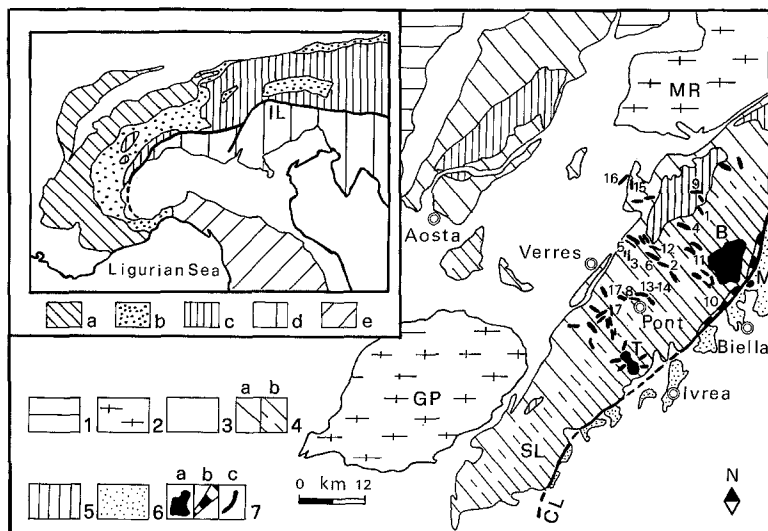 IL
Ligurian Sea
a b c d e
MR
16 15
9
1
4
B
Aosta
Verres
5 3 6 12 2 11
M
17 8 13-14
10
17
Pont
Biella
T
Ivrea
GP
SL
CL
a b
1 2 3 4
a b c
5 6 7
0 km 12
N